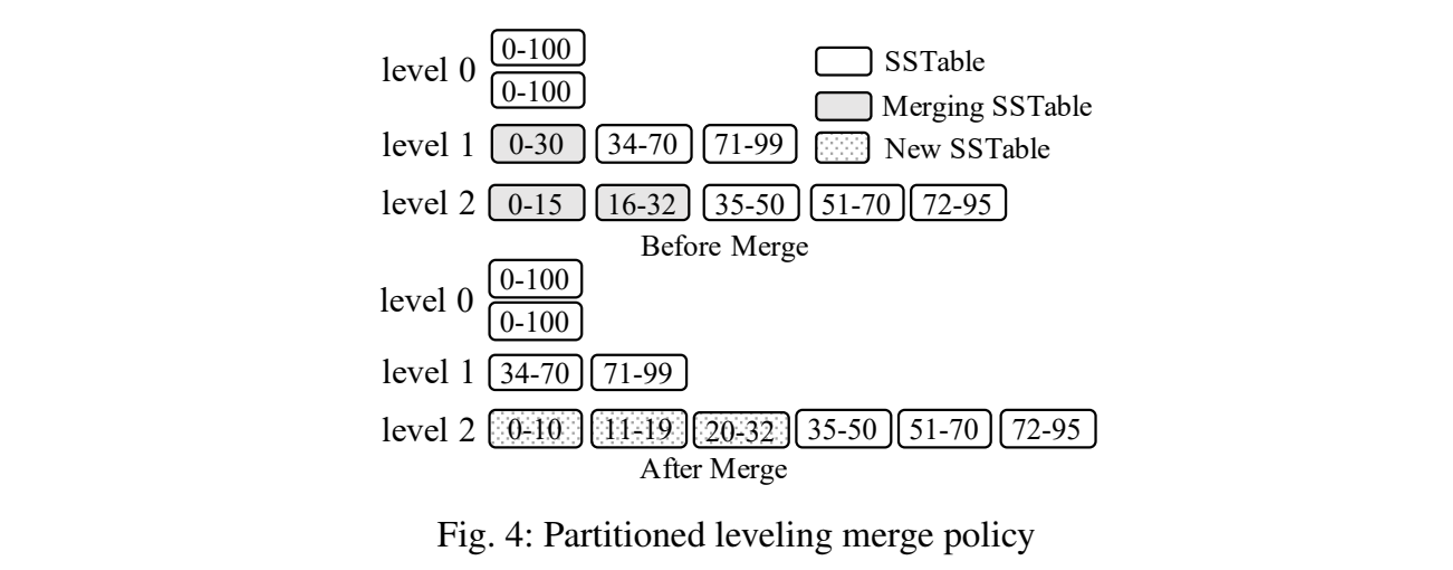 level 0
0-100
0-100
level 1
0-30 34-70 71-99
level 2
0-15 16-32 35-50 51-70 72-95
SSTable
Merging SSTable
New SSTable
Before Merge
level 0
0-100
0-100
level 1
34-70 71-99
level 2
0-10 11-19 20-32 35-50 51-70 72-95
After Merge
Fig. 4: Partitioned leveling merge policy